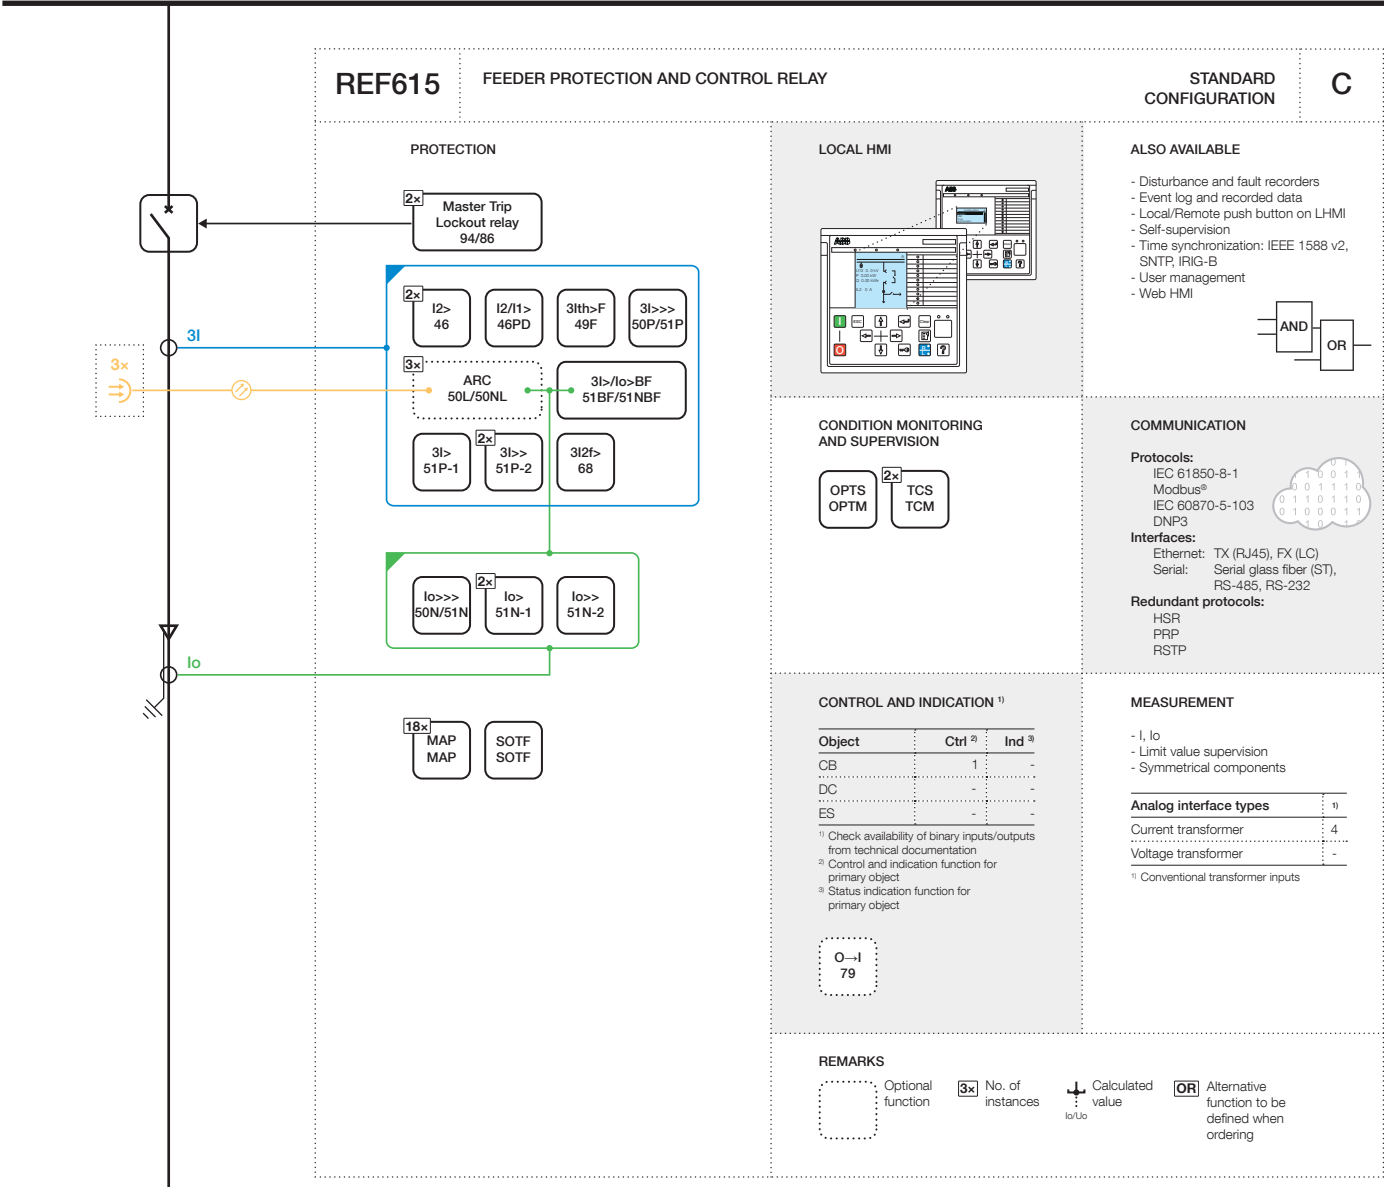 REF615
FEEDER PROTECTION AND CONTROL RELAY
STANDARD
CONFIGURATION
C
PROTECTION
2×
Master Trip
Lockout relay
94/86
3I
3×
2×
I2>
46
I2/I1>
46PD
3Ith>F
49F
3I>>>
50P/51P
3×
ARC
50L/50NL
3I>/Io>BF
51BF/51NBF
3I>
51P-1
2×
3I>>
51P-2
3I2f>
68
Io>>>
50N/51N
2×
Io>
51N-1
Io>>
51N-2
Io
18×
MAP
MAP
SOTF
SOTF
LOCAL HMI
ABB
ABB
ALSO AVAILABLE
- Disturbance and fault recorders
- Event log and recorded data
- Local/Remote push button on LHMI
- Self-supervision
- Time synchronization: IEEE 1588 v2,
SNTP, IRIG-B
- User management
- Web HMI
AND
OR
CONDITION MONITORING
AND SUPERVISION
OPTS
OPTM
2×
TCS
TCM
COMMUNICATION
Protocols:
IEC 61850-8-1
Modbus®
IEC 60870-5-103
DNP3
Interfaces:
Ethernet: TX (RJ45), FX (LC)
Serial: Serial glass fiber (ST),
RS-485, RS-232
Redundant protocols:
HSR
PRP
RSTP
CONTROL AND INDICATION 1)
Object Ctrl 2) Ind 3)
CB 1 -
DC - -
ES - -
1) Check availability of binary inputs/outputs
from technical documentation
2) Control and indication function for
primary object
3) Status indication function for
primary object
O→I
79
MEASUREMENT
- I, Io
- Limit value supervision
- Symmetrical components
Analog interface types 1)
Current transformer 4
Voltage transformer -
1) Conventional transformer inputs
REMARKS
Optional
function
3×
No. of
instances
Io/Uo
Calculated
value
OR
Alternative
function to be
defined when
ordering